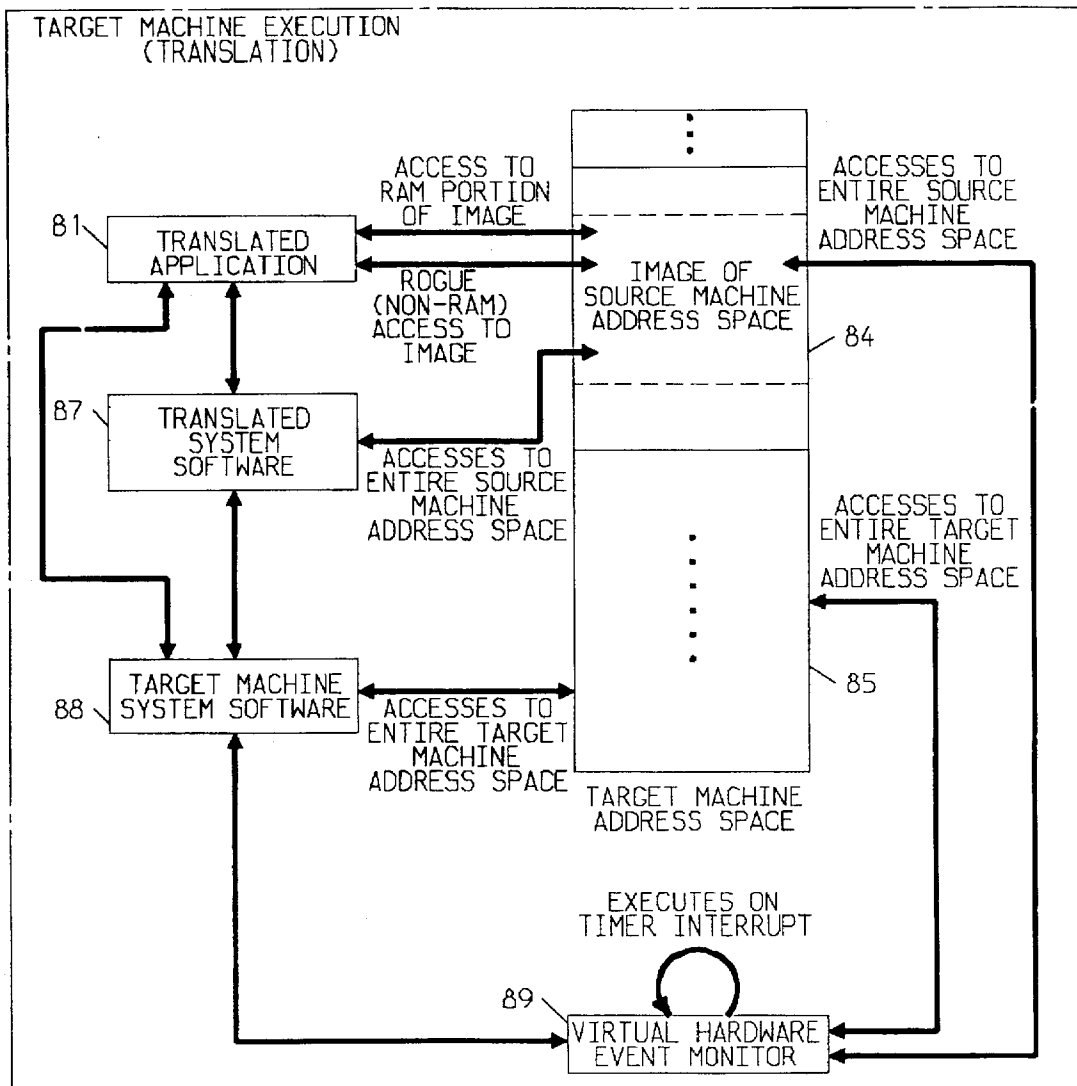 TARGET MACHINE EXECUTION
(TRANSLATION)
ACCESS TO
RAM PORTION
OF IMAGE
ACCESSES TO
ENTIRE SOURCE
MACHINE
ADDRESS SPACE
81
TRANSLATED
APPLICATION
ROGUE
(NON-RAM)
ACCESS TO
IMAGE
IMAGE OF
SOURCE MACHINE
ADDRESS SPACE
84
87
TRANSLATED
SYSTEM
SOFTWARE
ACCESSES TO
ENTIRE SOURCE
MACHINE
ADDRESS SPACE
ACCESSES TO
ENTIRE TARGET
MACHINE
ADDRESS SPACE
88
TARGET MACHINE
SYSTEM SOFTWARE
ACCESSES TO
ENTIRE TARGET
MACHINE
ADDRESS SPACE
85
TARGET MACHINE
ADDRESS SPACE
EXECUTES ON
TIMER INTERRUPT
89
VIRTUAL HARDWARE
EVENT MONITOR